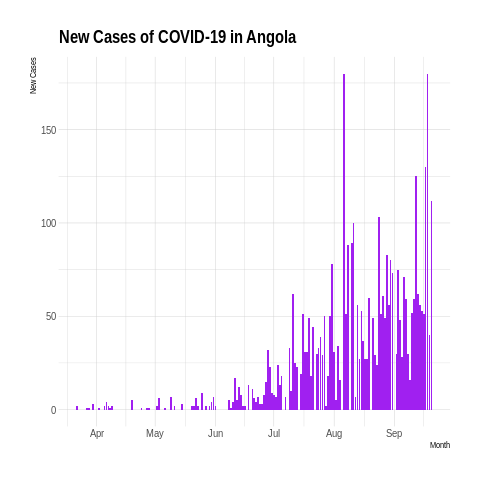 New Cases of COVID-19 in Angola
New Cases
150
100
50
0
Apr May Jun Jul Aug Sep
Month